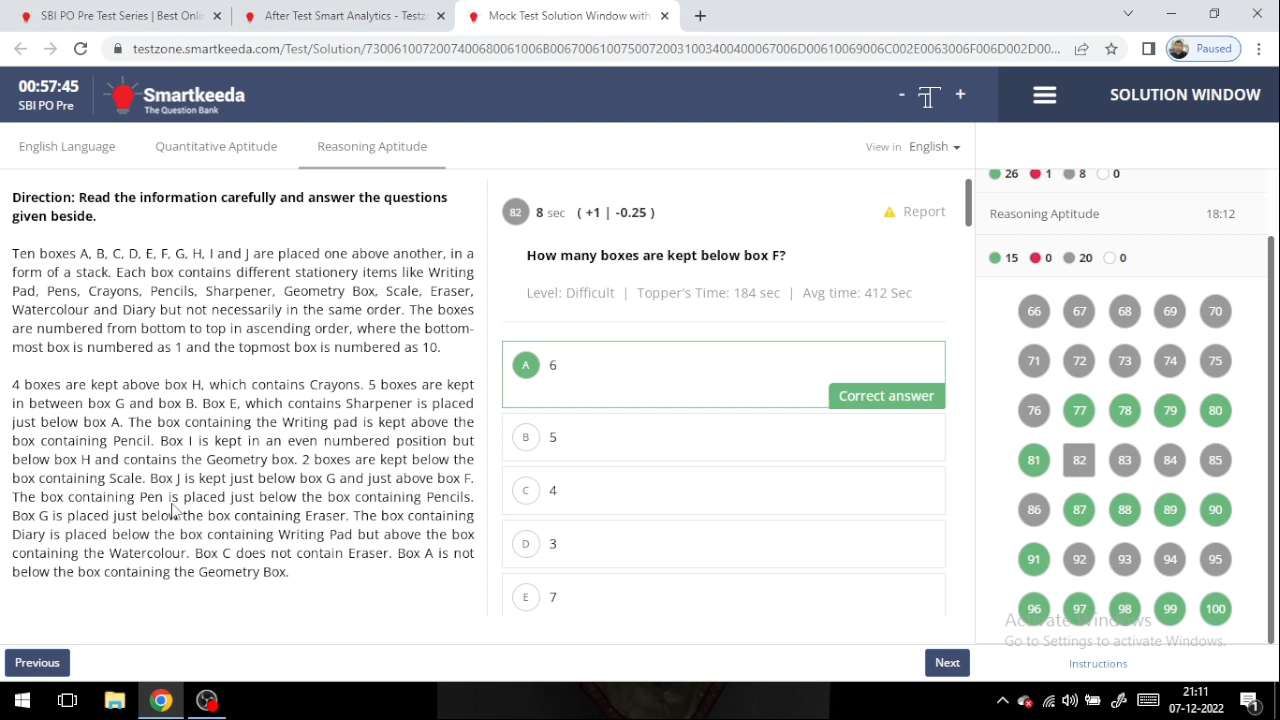 SBI PO Pre Test Series | Best Onli
After Test Smart Analytics - Testz
Mock Test Solution Window with
testzone.smartkeeda.com/Test/Solution/730061007200740080061006B0067006100750072003100340040006700 6D00610069006C002E0063006F006D002D00...
Paused
00:57:45
SBI PO Pre
Smartkeeda
The Question Bank
- T +
SOLUTION WINDOW
English Language
Quantitative Aptitude
Reasoning Aptitude
View in English
Direction: Read the information carefully and answer the questions
given beside.
Ten boxes A, B, C, D, E, F, G, H, I and J are placed one above another, in a
form of a stack. Each box contains different stationery items like Writing
Pad, Pens, Crayons, Pencils, Sharpener, Geometry Box, Scale, Eraser,
Watercolour and Diary but not necessarily in the same order. The boxes
are numbered from bottom to top in ascending order, where the bottom-
most box is numbered as 1 and the topmost box is numbered as 10.
4 boxes are kept above box H, which contains Crayons. 5 boxes are kept
in between box G and box B. Box E, which contains Sharpener is placed
just below box A. The box containing the Writing pad is kept above the
box containing Pencil. Box I is kept in an even numbered position but
below box H and contains the Geometry box. 2 boxes are kept below the
box containing Scale. Box J is kept just below box G and just above box F.
The box containing Pen is placed just below the box containing Pencils.
Box G is placed just below the box containing Eraser. The box containing
Diary is placed below the box containing Writing Pad but above the box
containing the Watercolour. Box C does not contain Eraser. Box A is not
below the box containing the Geometry Box.
82 8 sec ( +1 | -0.25 )
Report
How many boxes are kept below box F?
Level: Difficult | Topper's Time: 184 sec | Avg time: 412 Sec
A 6
Correct answer
B 5
C 4
D 3
E 7
26 1 8 0
Reasoning Aptitude 18:12
15 0 20 0
66 67 68 69 70
71 72 73 74 75
76 77 78 79 80
81 82 83 84 85
86 87 88 89 90
91 92 93 94 95
96 97 98 99 100
Activate Windows
Go to Settings to activate Windows.
Previous
Next
Instructions
21:11
07-12-2022
1